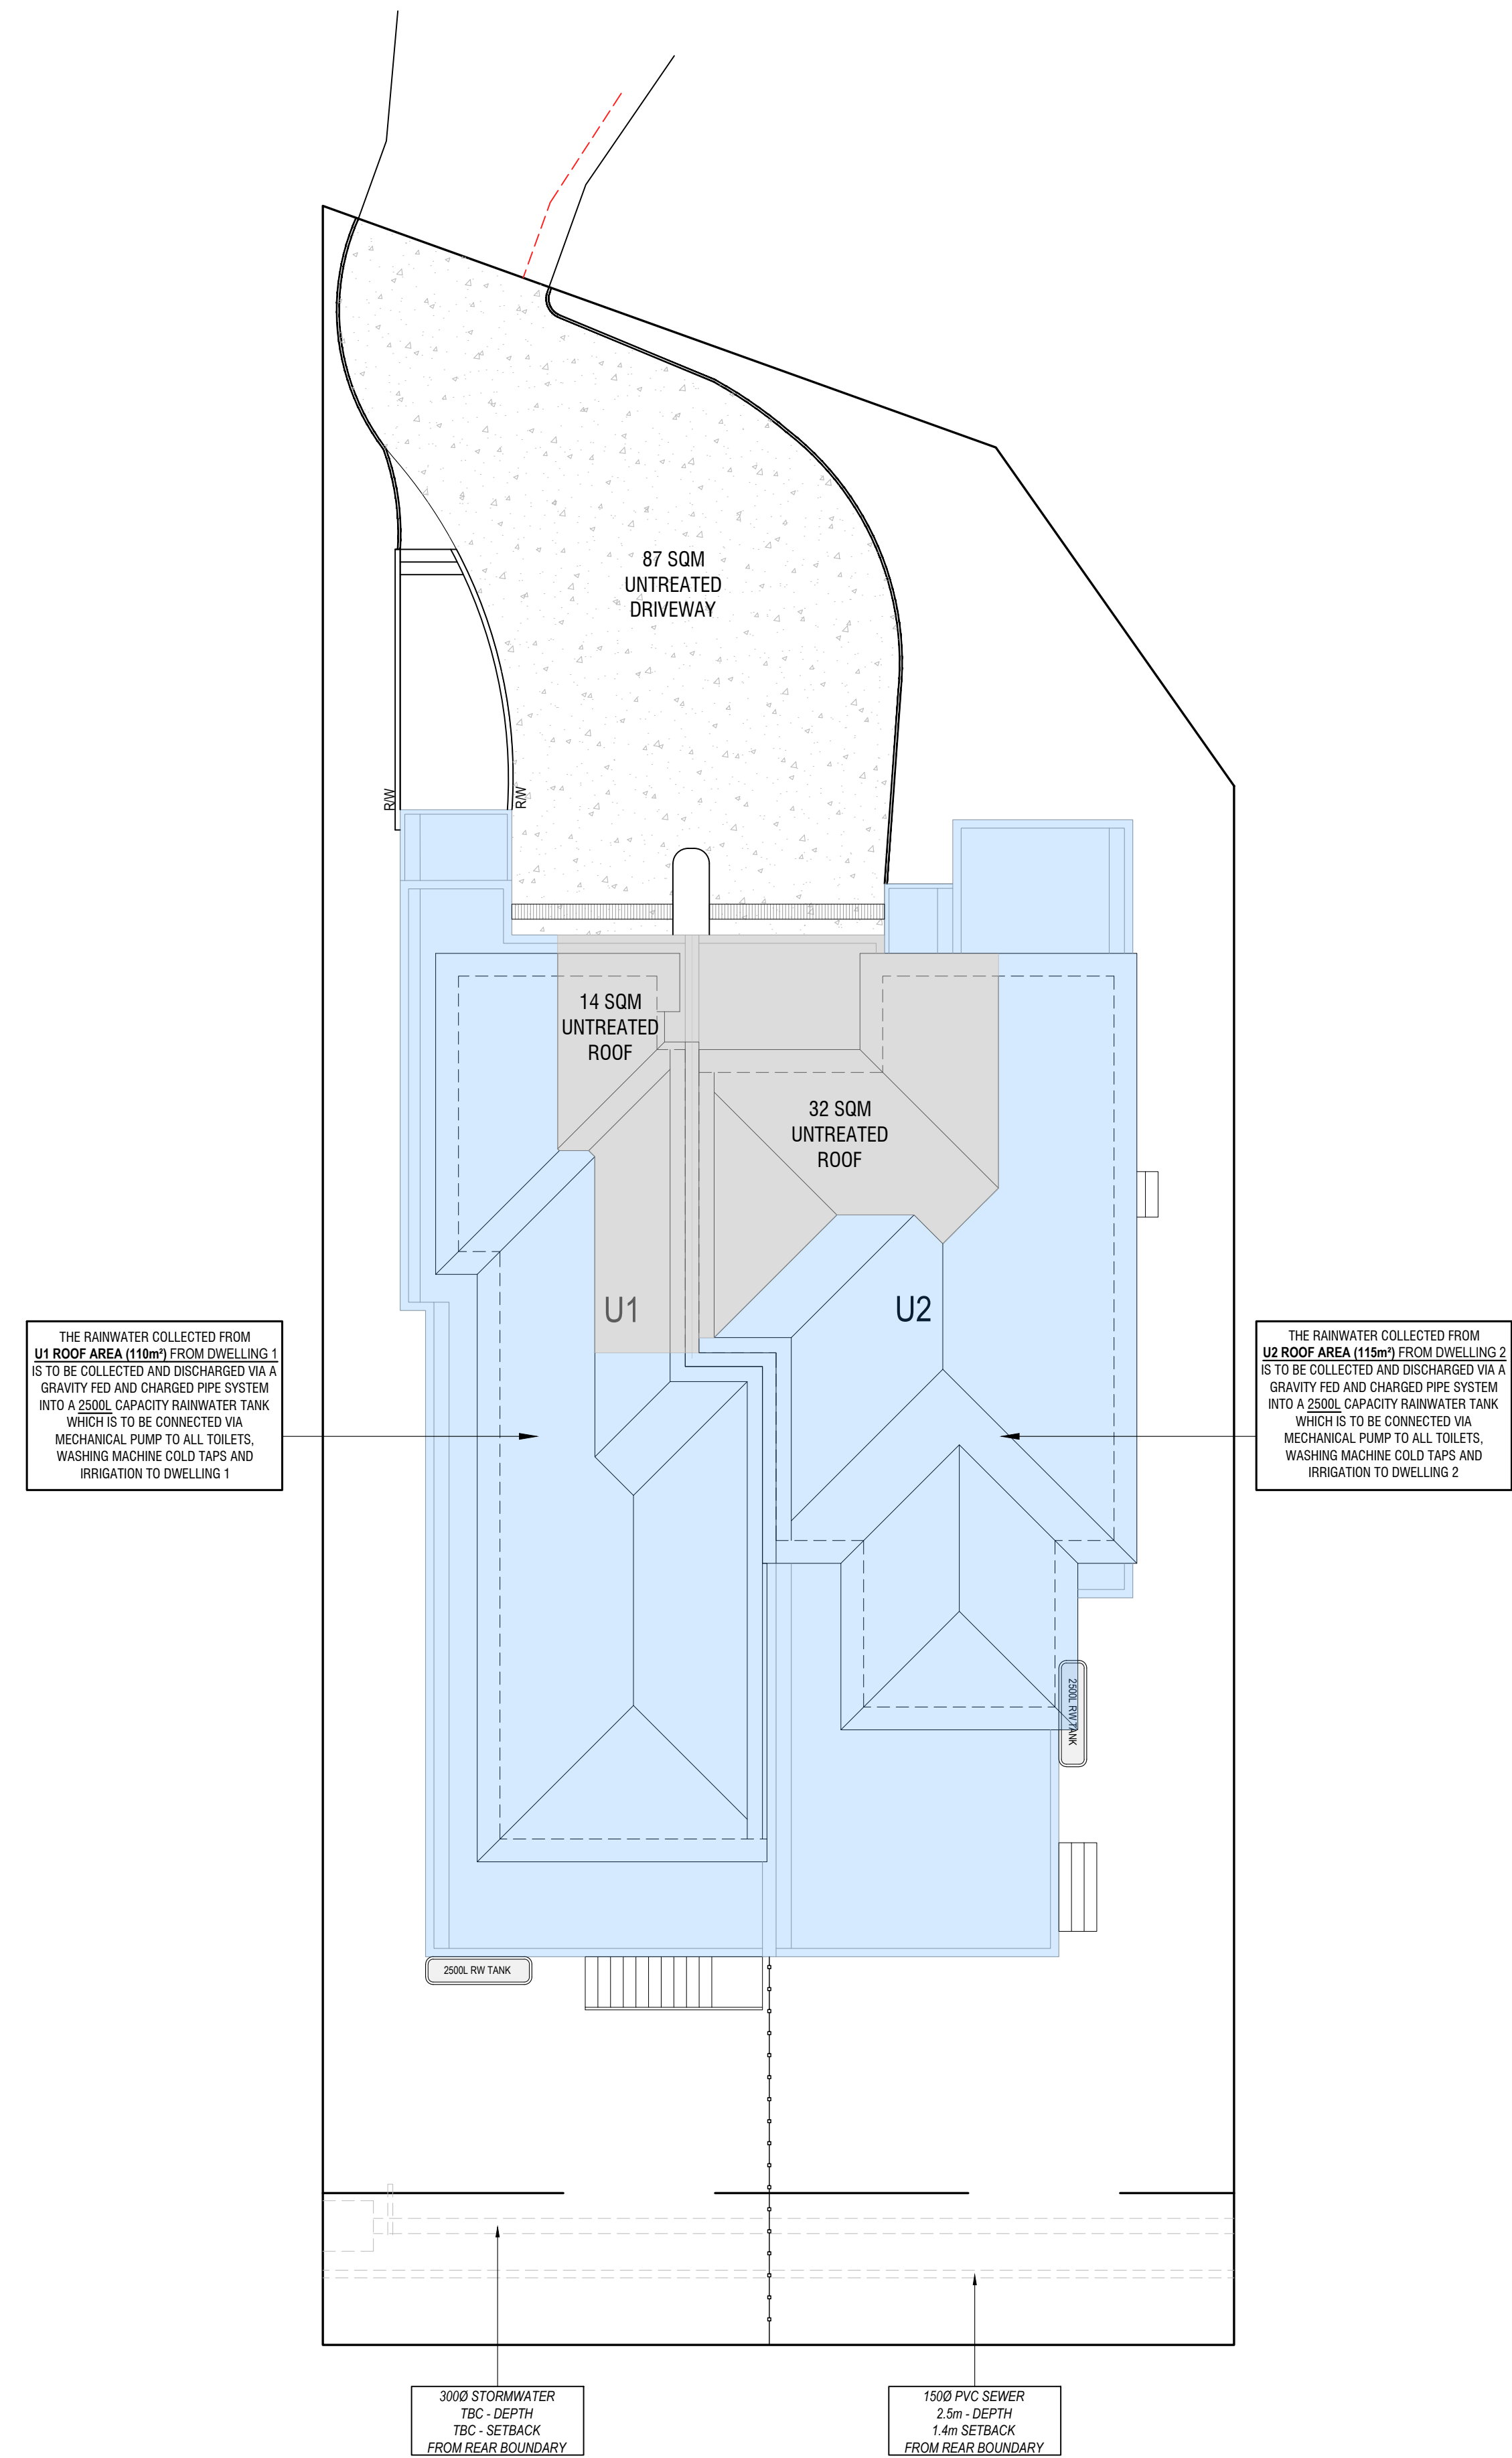 87 SQM
UNTREATED
DRIVEWAY
R/W
R/W
14 SQM
UNTREATED
ROOF
32 SQM
UNTREATED
ROOF
U1
U2
THE RAINWATER COLLECTED FROM
U1 ROOF AREA (110m²) FROM DWELLING 1
IS TO BE COLLECTED AND DISCHARGED VIA A
GRAVITY FED AND CHARGED PIPE SYSTEM
INTO A 2500L CAPACITY RAINWATER TANK
WHICH IS TO BE CONNECTED VIA
MECHANICAL PUMP TO ALL TOILETS,
WASHING MACHINE COLD TAPS AND
IRRIGATION TO DWELLING 1
THE RAINWATER COLLECTED FROM
U2 ROOF AREA (115m²) FROM DWELLING 2
IS TO BE COLLECTED AND DISCHARGED VIA A
GRAVITY FED AND CHARGED PIPE SYSTEM
INTO A 2500L CAPACITY RAINWATER TANK
WHICH IS TO BE CONNECTED VIA
MECHANICAL PUMP TO ALL TOILETS,
WASHING MACHINE COLD TAPS AND
IRRIGATION TO DWELLING 2
2500L RW TANK
2500L RW TANK
300Ø STORMWATER
TBC - DEPTH
TBC - SETBACK
FROM REAR BOUNDARY
150Ø PVC SEWER
2.5m - DEPTH
1.4m SETBACK
FROM REAR BOUNDARY